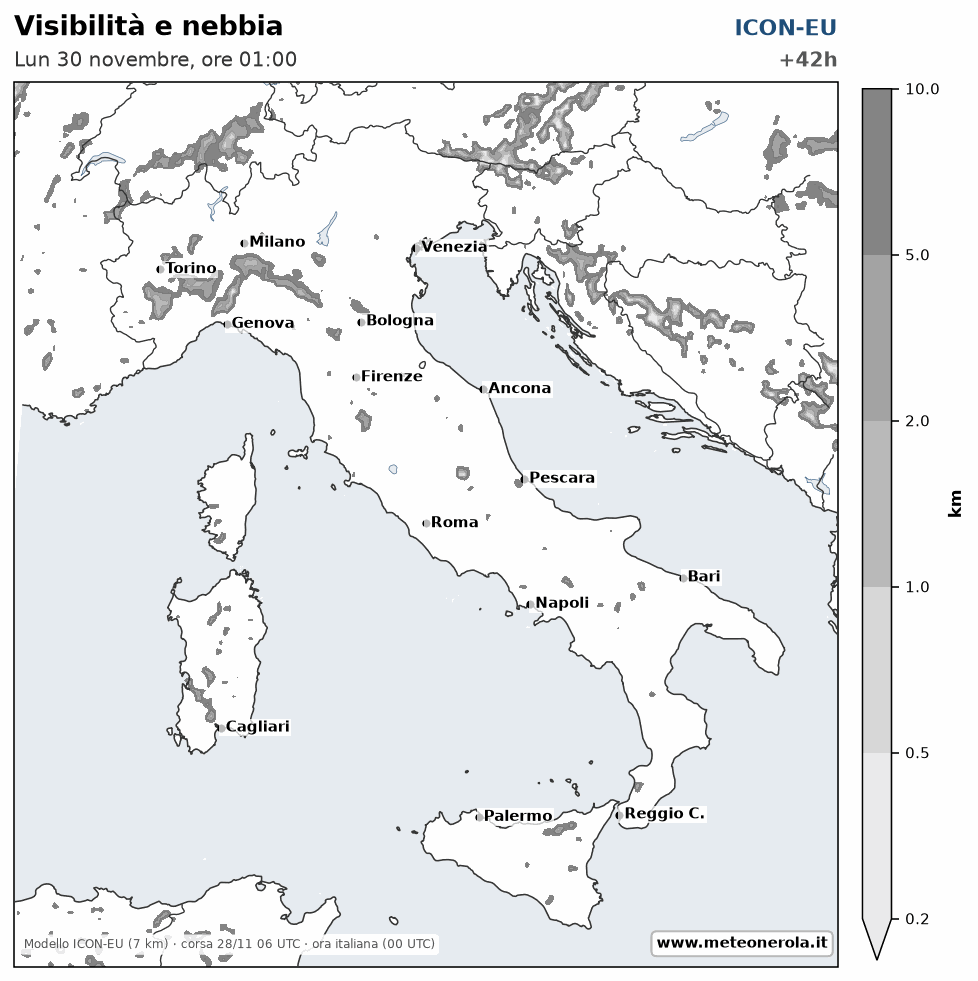 Visibilità e nebbia
ICON-EU
Lun 30 novembre, ore 01:00
+42h
10.0
5.0
2.0
1.0
0.5
0.2
km
Milano
Venezia
Torino
Genova
Bologna
Firenze
Ancona
Pescara
Roma
Bari
Napoli
Cagliari
Palermo
Reggio C.
Modello ICON-EU (7 km) · corsa 28/11 06 UTC · ora italiana (00 UTC)
www.meteonerola.it